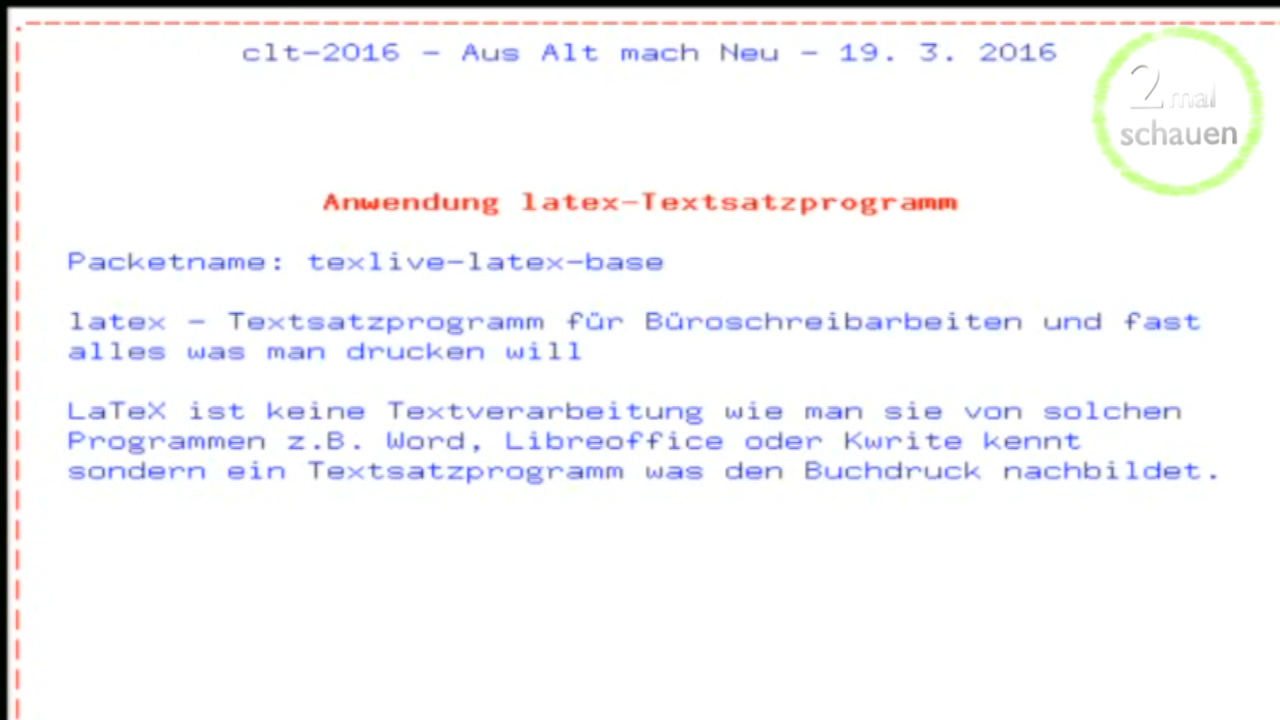 clt-2016 - Aus Alt mach Neu - 19. 3. 2016
2 mal
schauen
Anwendung latex-Textsatzprogramm
Packetname: texlive-latex-base
latex - Textsatzprogramm für Büroschreibarbeiten und fast
alles was man drucken will
LaTeX ist keine Textverarbeitung wie man sie von solchen
Programmen z.B. Word, Libreoffice oder Kwrite kennt
sondern ein Textsatzprogramm was den Buchdruck nachbildet.